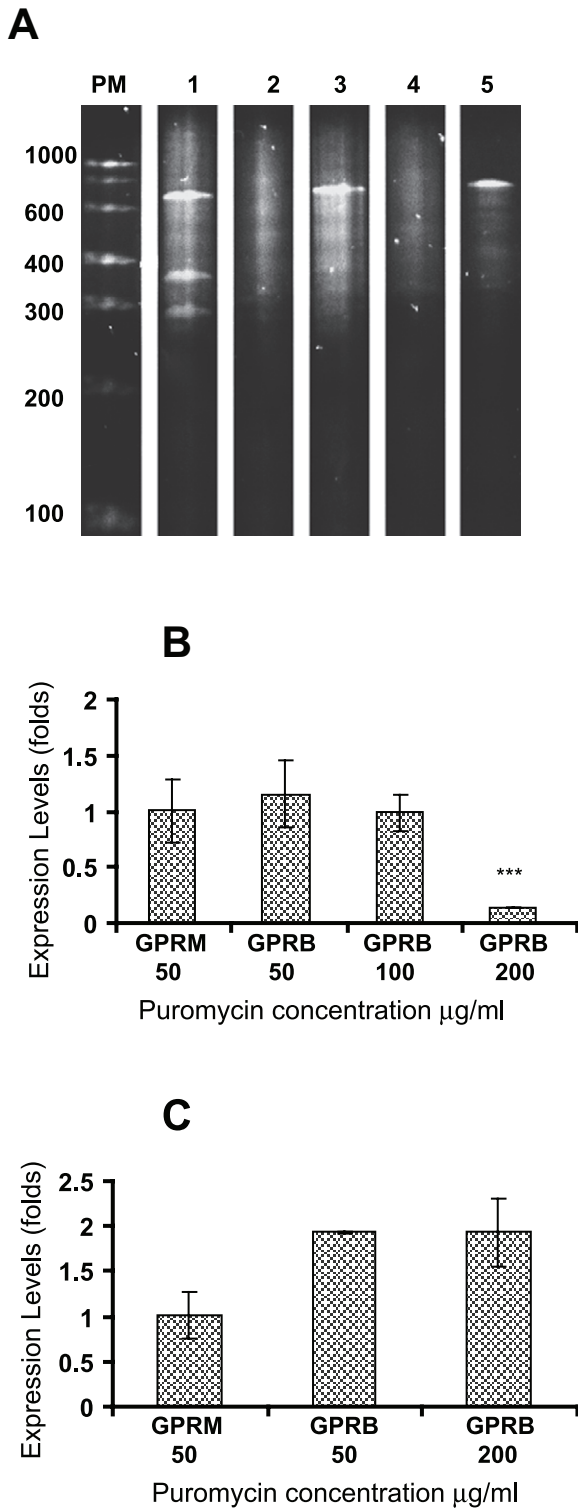 A
PM 1 2 3 4 5
1000
600
400
300
200
100
B
Expression Levels (folds)
2
1.5
1
0.5
0
***
GPRM GPRB GPRB GPRB
50 50 100 200
Puromycin concentration μg/ml
C
Expression Levels (folds)
2.5
2
1.5
1
0.5
0
GPRM GPRB GPRB
50 50 200
Puromycin concentration μg/ml